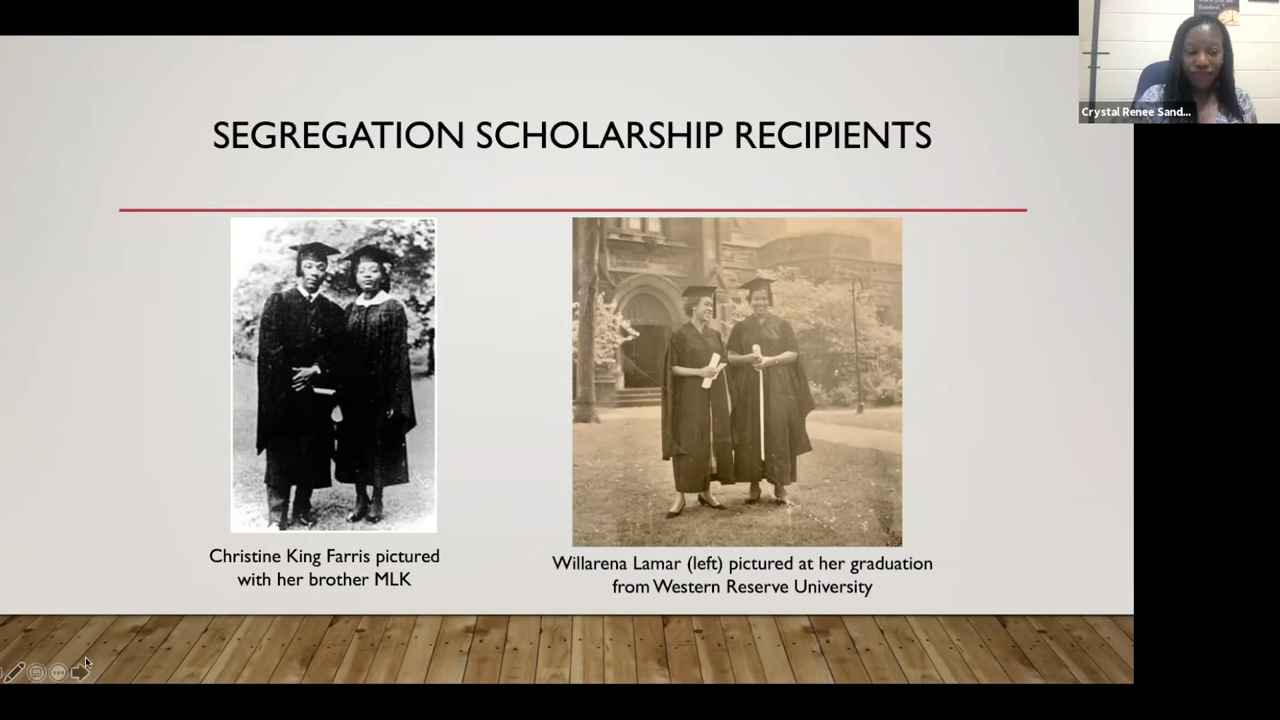 SEGREGATION SCHOLARSHIP RECIPIENTS
Christine King Farris pictured
with her brother MLK
Willarena Lamar (left) pictured at her graduation
from Western Reserve University
finished.
Crystal Renee Sand...